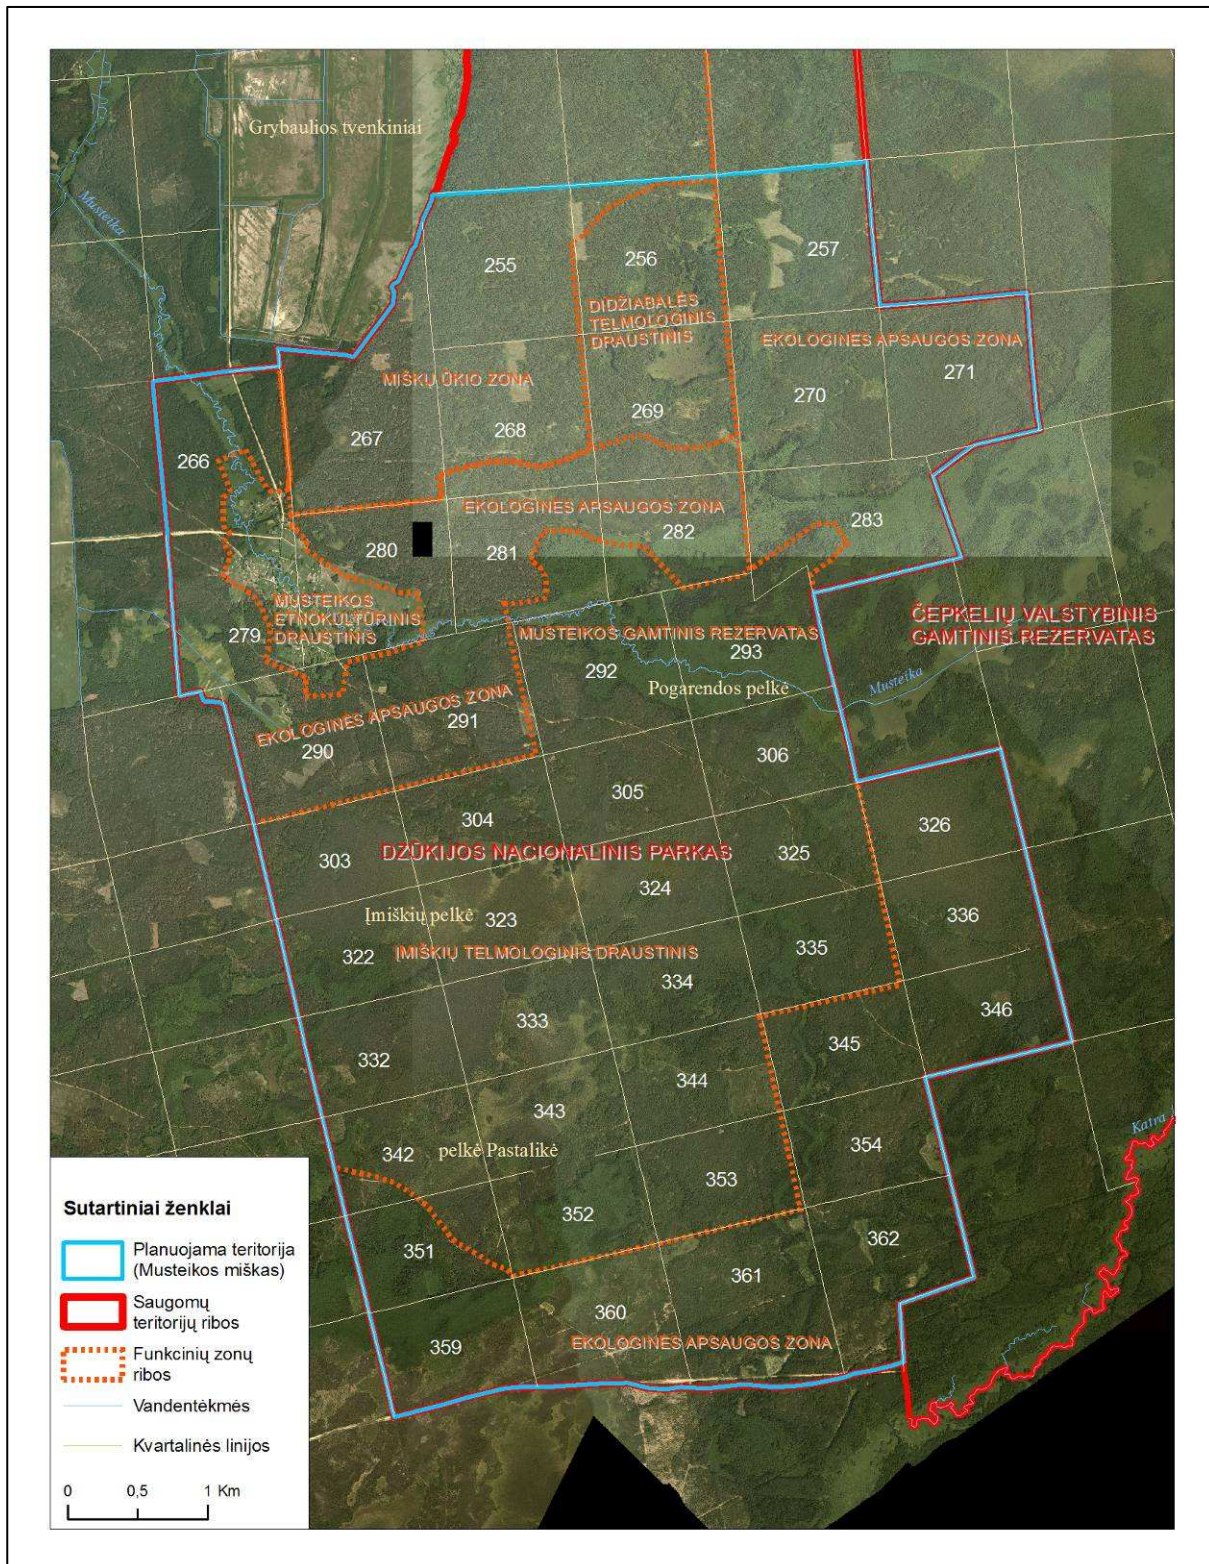 Grybaulios tvenkiniai
Musteika
255
256
257
DIDŽIABALĖS
TELMOLOGINIS
DRAUSTINIS
EKOLOGINĖS APSAUGOS ZONA
271
MIŠKŲ ŪKIO ZONA
270
269
268
267
266
EKOLOGINĖS APSAUGOS ZONA
283
282
281
280
MUSTEIKOS
ETNOKULTŪRINIS
DRAUSTINIS
279
ČEPKELIŲ VALSTYBINIS
GAMTINIS REZERVATAS
MUSTEIKOS GAMTINIS REZERVATAS
293
292
Pogarendos pelkė
Musteika
EKOLOGINĖS APSAUGOS ZONA
291
290
306
305
304
303
326
325
DZŪKIJOS NACIONALINIS PARKAS
324
323
Įmiškių pelkė
322
336
335
ĮMIŠKIŲ TELMOLOGINIS DRAUSTINIS
334
333
332
346
345
344
343
342
pelkė Pastalikė
354
353
352
351
Katra
362
361
360
359
EKOLOGINĖS APSAUGOS ZONA
Sutartiniai ženklai
Planuojama teritorija
(Musteikos miškas)
Saugomų
teritorijų ribos
Funkcinių zonų
ribos
Vandentėkmės
Kvartalinės linijos
0 0,5 1 Km